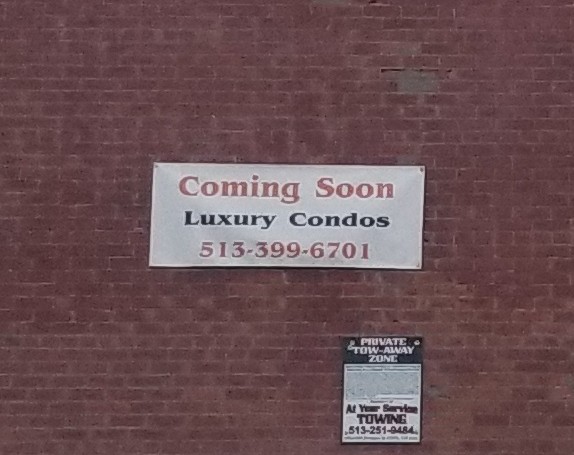 Coming Soon
Luxury Condos
513-399-6701
PRIVATE
TOW-AWAY
ZONE
At Your Service
TOWING
513-251-9484